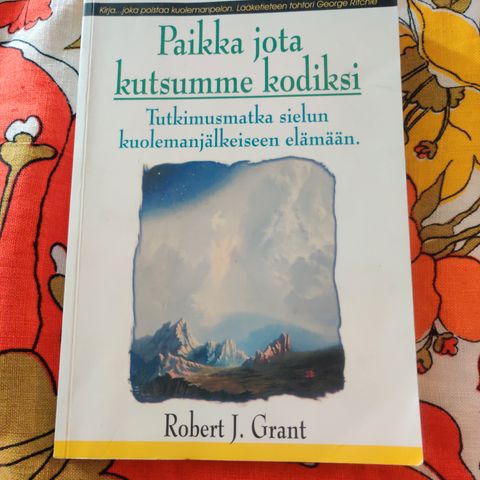 Kirja...joka poistaa kuolemanpelon. Lääketieteen tohtori George Ritchie
Paikka jota
kutsumme kodiksi
Tutkimusmatka sielun
kuolemanjälkeiseen elämään.
Robert J. Grant